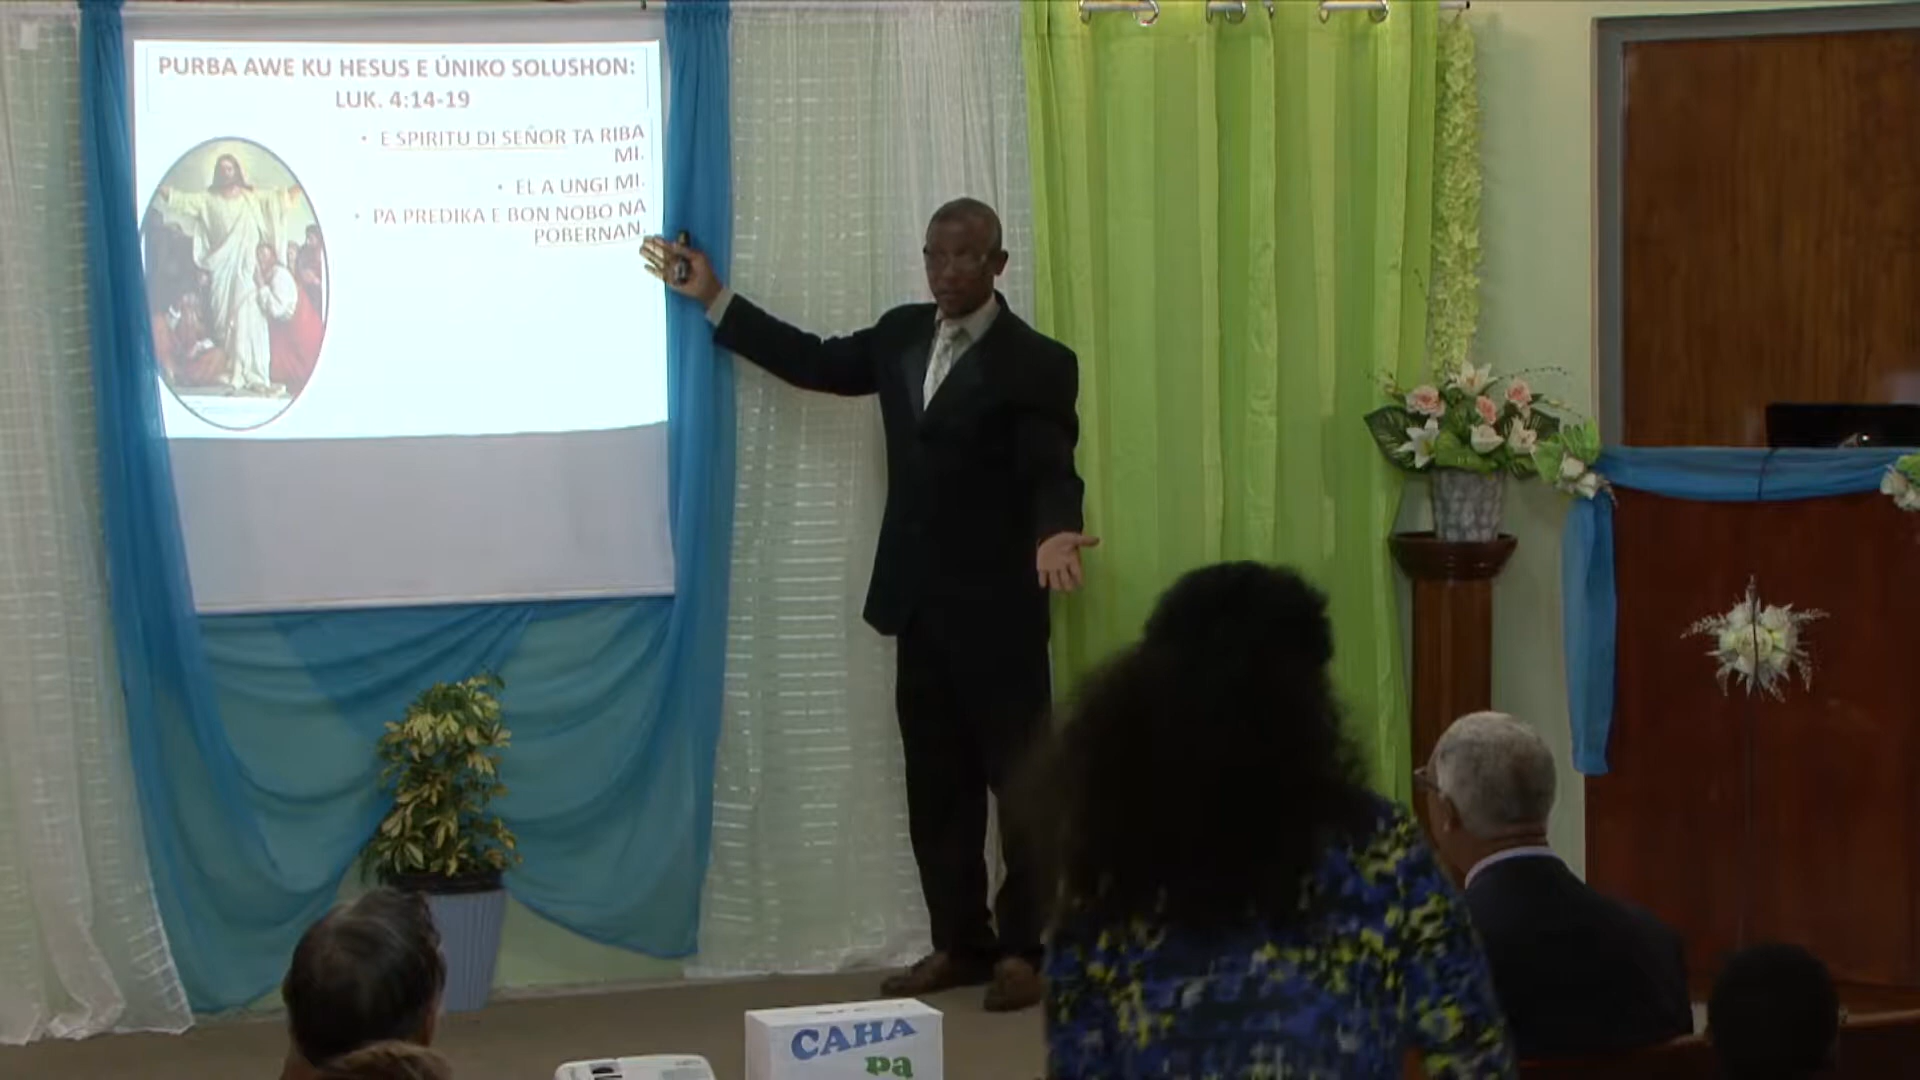 PURBA AWE KU HESUS E ÚNIKO SOLUSHON:
LUK. 4:14-19
• E SPIRITU DI SEÑOR TA RIBA
MI.
• EL A UNGI MI.
• PA PREDIKA E BON NOBO NA
POBERNAN.
CAHA
pa